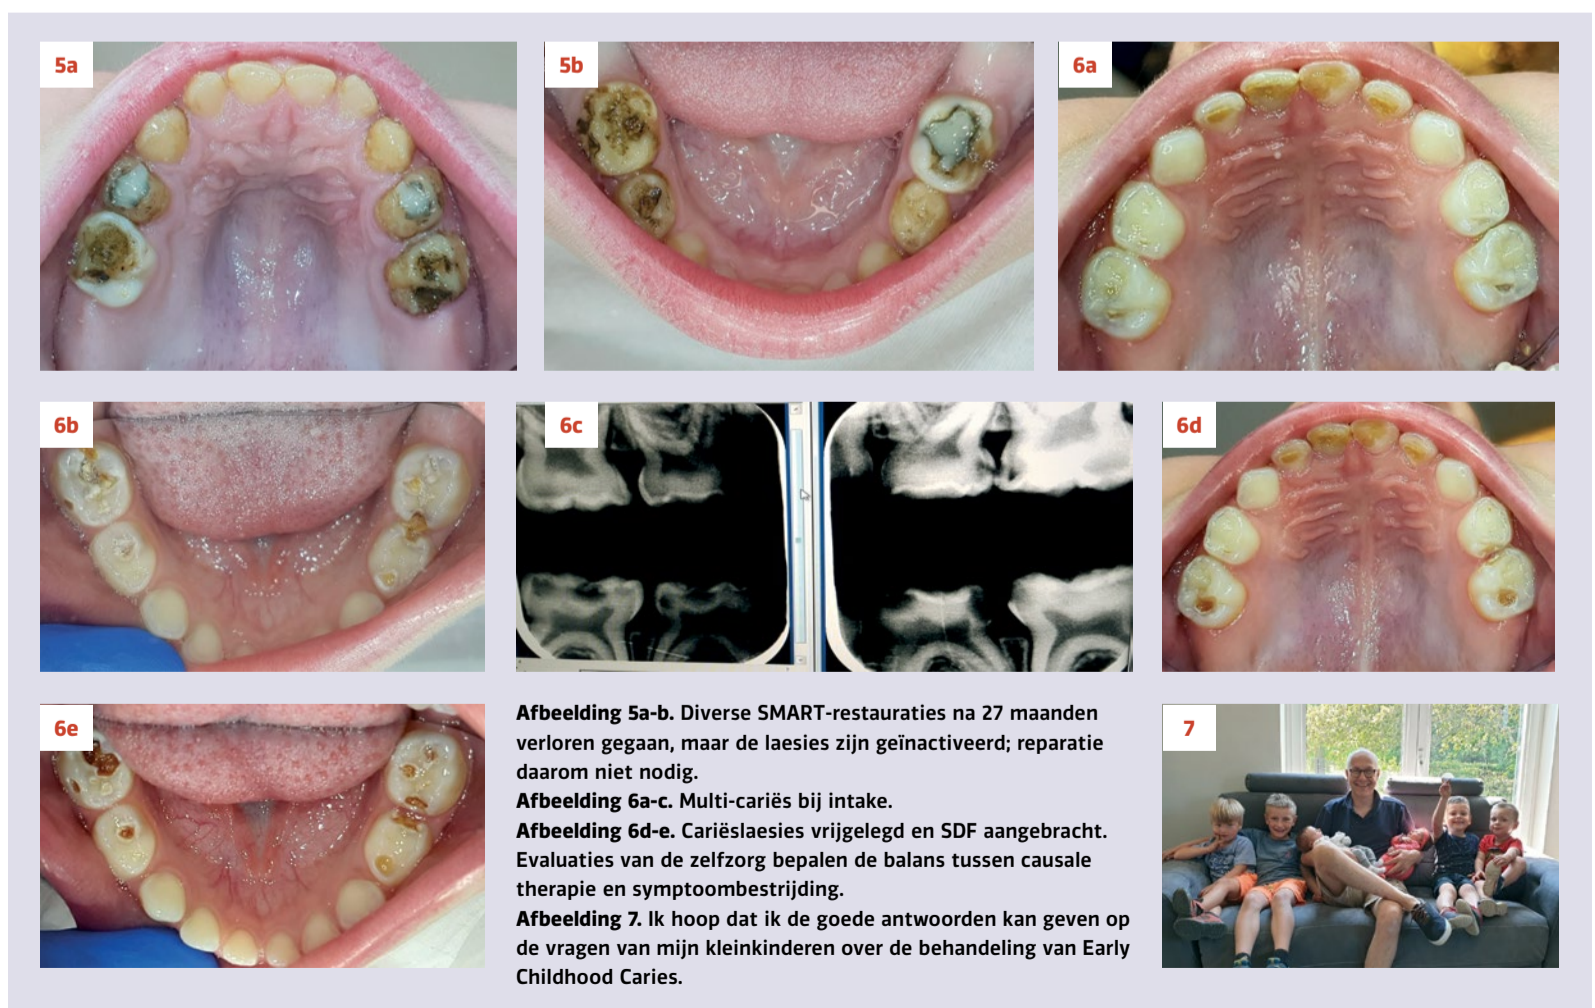 5a
5b
6a
6b
6c
6d
6e
Afbeelding 5a-b. Diverse SMART-restauraties na 27 maanden
verloren gegaan, maar de laesies zijn geïnactiveerd; reparatie
daarom niet nodig.
Afbeelding 6a-c. Multi-cariës bij intake.
Afbeelding 6d-e. Cariëslaesies vrijgelegd en SDF aangebracht.
Evaluaties van de zelfzorg bepalen de balans tussen causale
therapie en symptoombestrijding.
Afbeelding 7. Ik hoop dat ik de goede antwoorden kan geven op
de vragen van mijn kleinkinderen over de behandeling van Early
Childhood Caries.
7